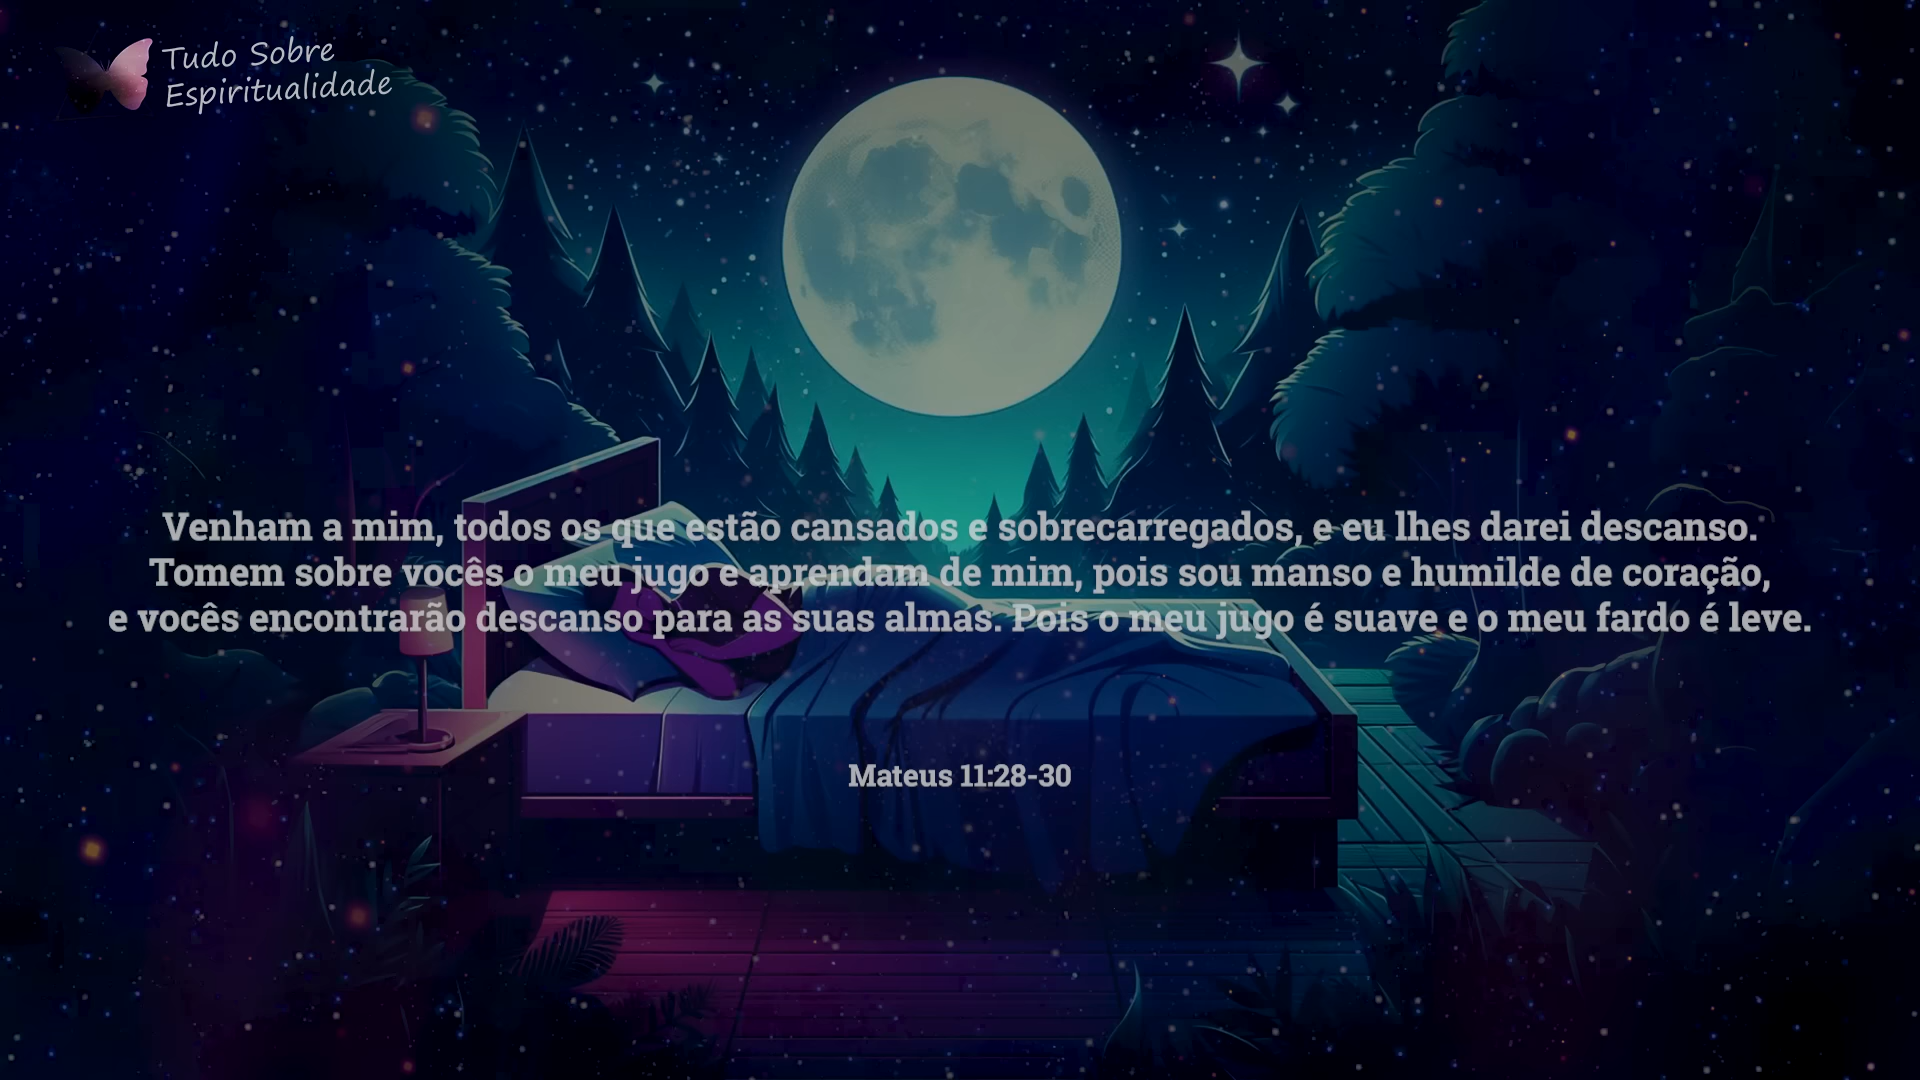 Tudo Sobre
Espiritualidade
Venham a mim, todos os que estão cansados e sobrecarregados, e eu lhes darei descanso.
Tomem sobre vocês o meu jugo e aprendam de mim, pois sou manso e humilde de coração,
e vocês encontrarão descanso para as suas almas. Pois o meu jugo é suave e o meu fardo é leve.
Mateus 11:28-30